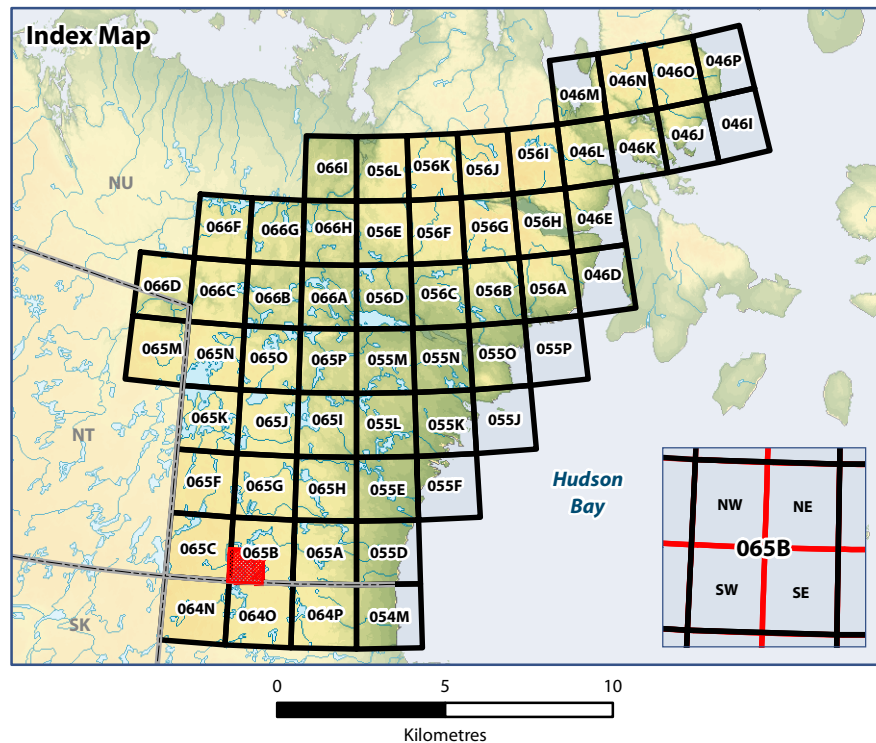 Index Map
046M 046N 046O 046P
066I 056L 056K 056J 056I 046L 046K 046J 046I
NU
066F 066G 066H 056E 056F 056G 056H 046E
066D 066C 066B 066A 056D 056C 056B 056A 046D
065M 065N 065O 065P 055M 055N 055O 055P
NT
065K 065J 065I 055L 055K 055J
065F 065G 065H 055E 055F
Hudson
Bay
065C 065B 065A 055D
064N 064O 064P 054M
SK
NW NE
065B
SW SE
0 5 10
Kilometres